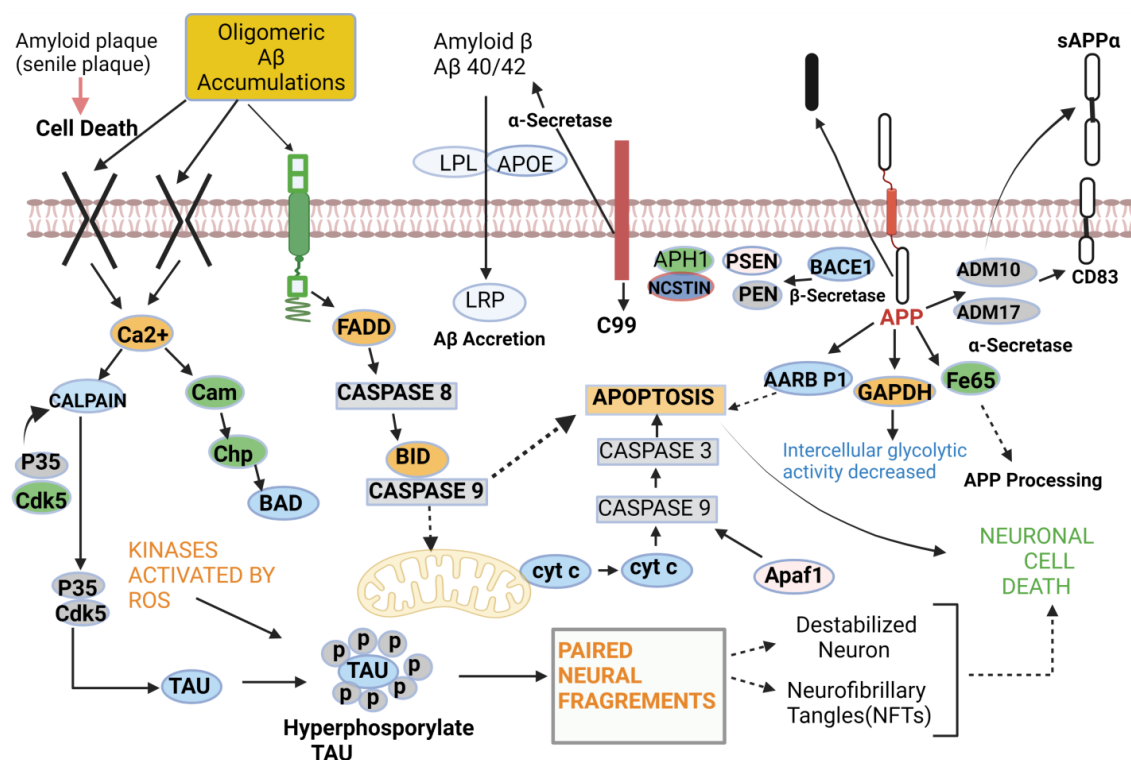 Amyloid plaque
(senile plaque)
Cell Death
Oligomeric
Aβ
Accumulations
Amyloid β
Aβ 40/42
α-Secretase
LPL
APOE
LRP
Aβ Accretion
C99
APH1
NCSTIN
PSEN
PEN
BACE1
β-Secretase
APP
ADM10
ADM17
α-Secretase
sAPPα
CD83
Ca2+
CALPAIN
P35
Cdk5
Cam
Chp
BAD
FADD
CASPASE 8
BID
CASPASE 9
APOPTOSIS
CASPASE 3
CASPASE 9
cyt c
cyt c
Apaf1
AARB P1
GAPDH
Fe65
Intercellular glycolytic
activity decreased
APP Processing
NEURONAL
CELL
DEATH
KINASES
ACTIVATED BY
ROS
P35
Cdk5
TAU
p
p
p
p
p
p
p
p
TAU
Hyperphosporylate
TAU
PAIRED
NEURAL
FRAGREMENTS
Destabilized
Neuron
Neurofibrillary
Tangles(NFTs)